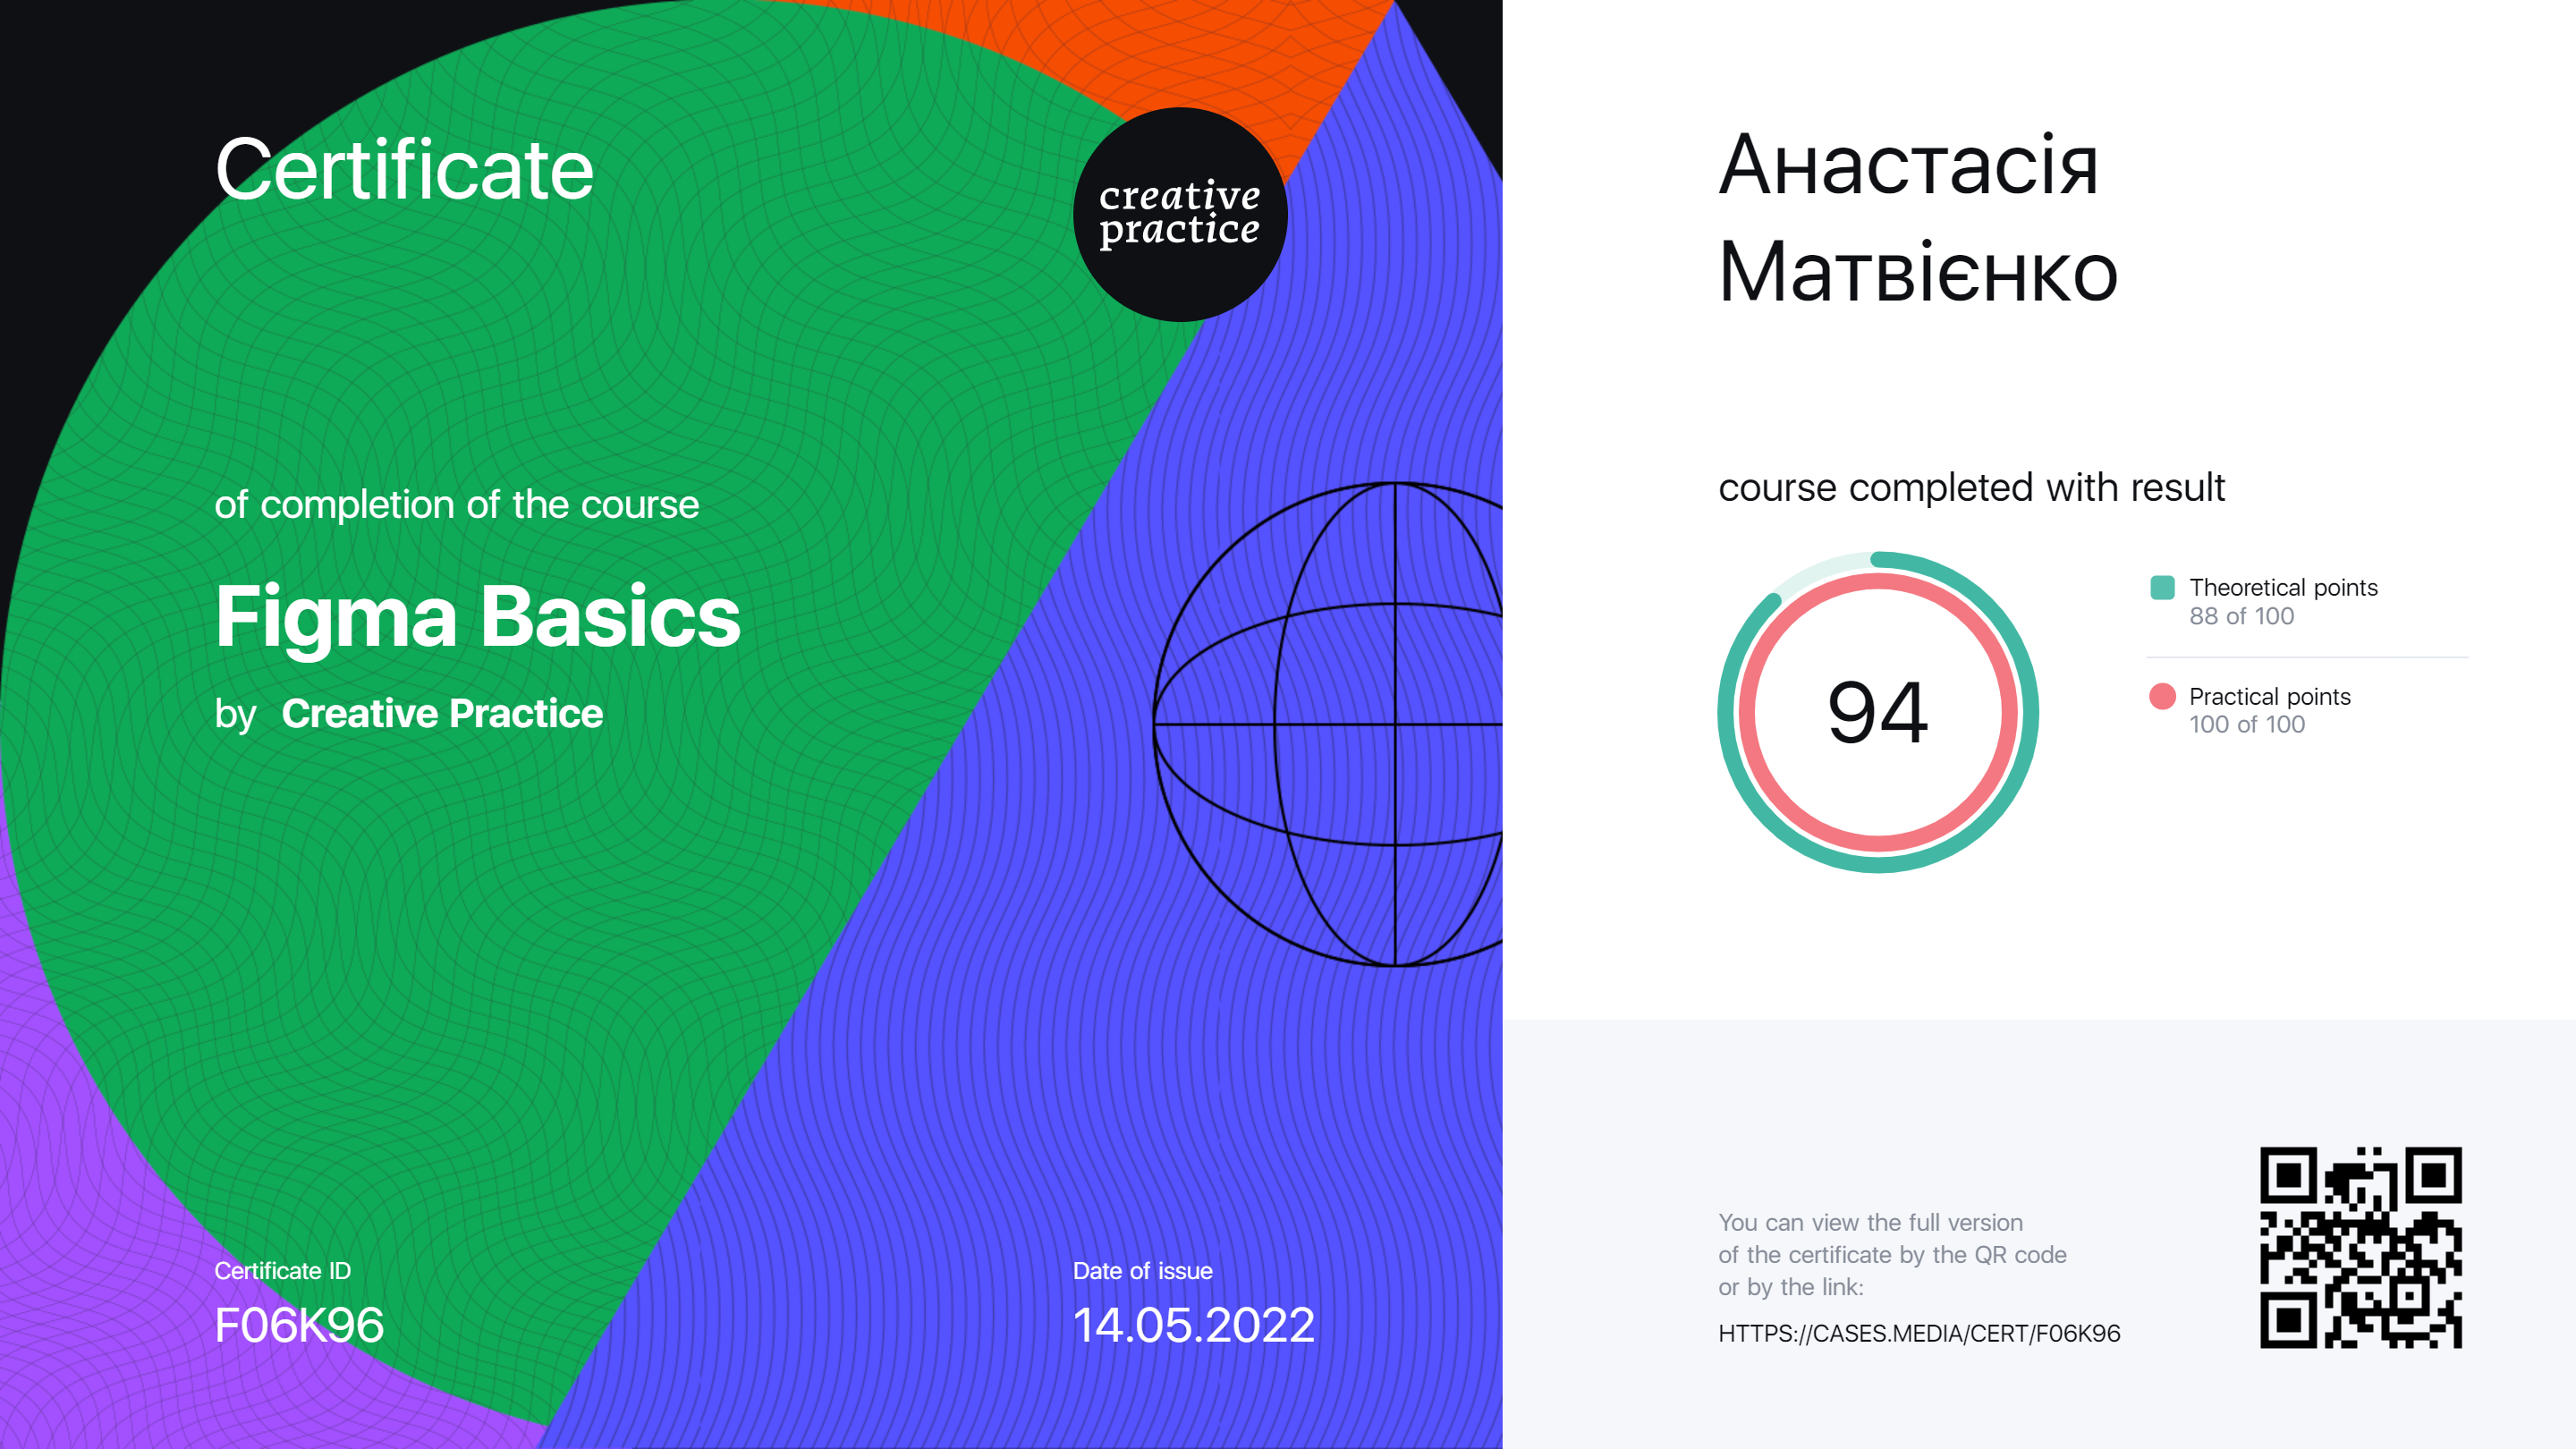 Certificate
creative
practice
of completion of the course
Figma Basics
by Creative Practice
Certificate ID
F06K96
Date of issue
14.05.2022
Анастасія
Матвієнко
course completed with result
94
Theoretical points
88 of 100
Practical points
100 of 100
You can view the full version
of the certificate by the QR code
or by the link:
HTTPS://CASES.MEDIA/CERT/F06K96